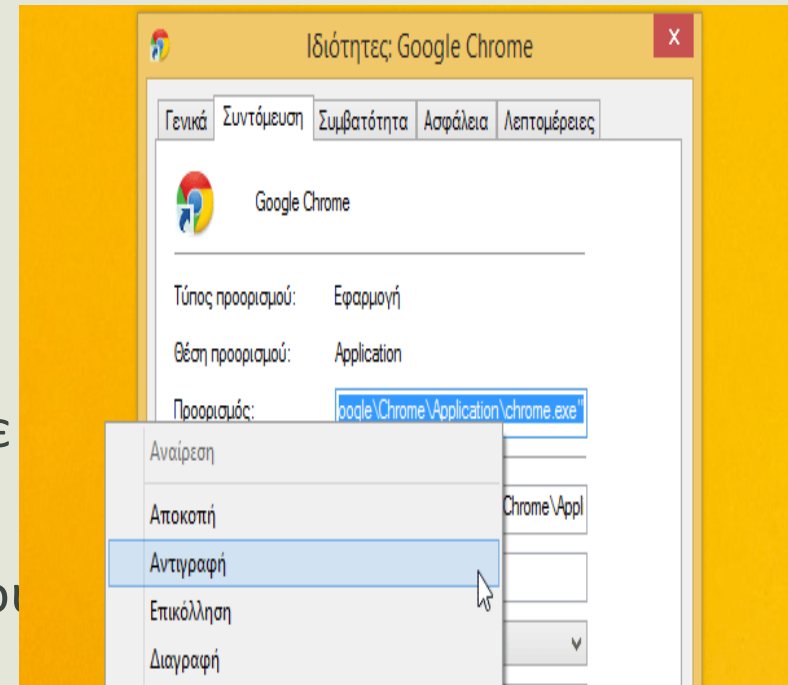 Ιδιότητες: Google Chrome
x
Γενικά Συντόμευση Συμβατότητα Ασφάλεια Λεπτομέρειες
Google Chrome
Τύπος προορισμού: Εφαρμογή
Θέση προορισμού: Application
Προορισμός: oogle\Chrome\Application\chrome.exe"
ε
Αναίρεση
Chrome\Appl
Αποκοπή
Αντιγραφή
ου
Επικόλληση
Διαγραφή